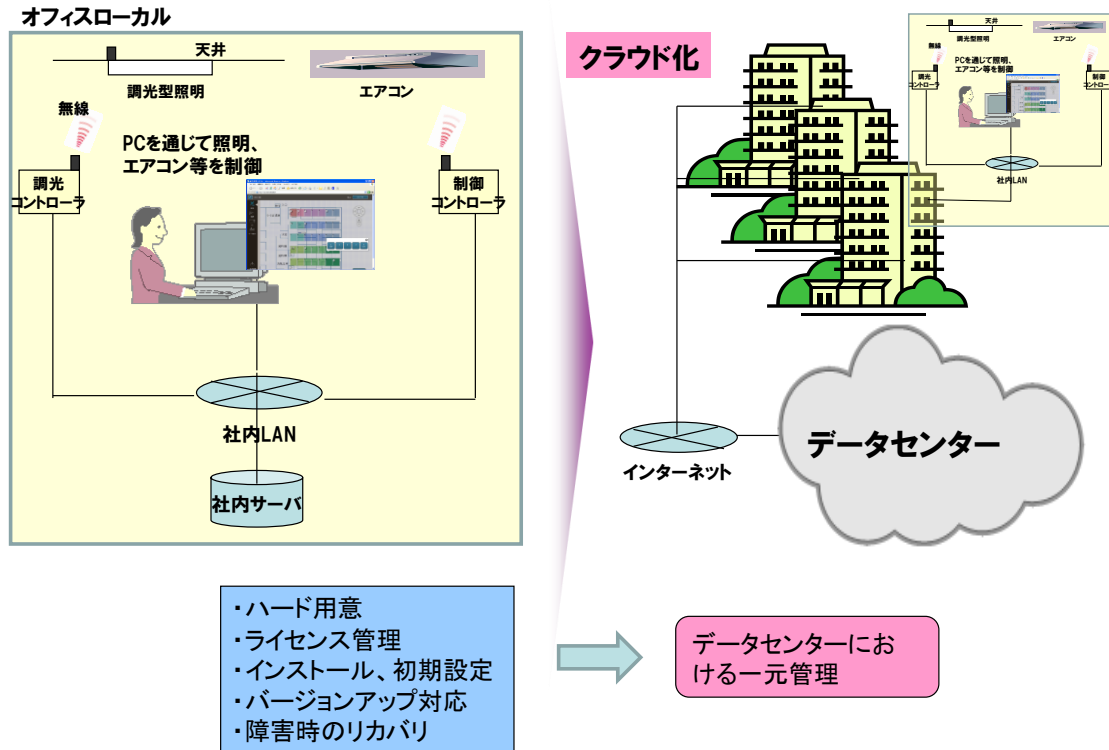 オフィスローカル
天井
調光型照明
エアコン
無線
PCを通じて照明、
エアコン等を制御
調光
コントローラ
制御
コントローラ
社内LAN
社内サーバ
・ハード用意
・ライセンス管理
・インストール、初期設定
・バージョンアップ対応
・障害時のリカバリ
クラウド化
天井
調光型照明
エアコン
無線
PCを通じて照明、
エアコン等を制御
調光
コントローラ
制御
コントローラ
社内LAN
インターネット
データセンター
データセンターにお
ける一元管理